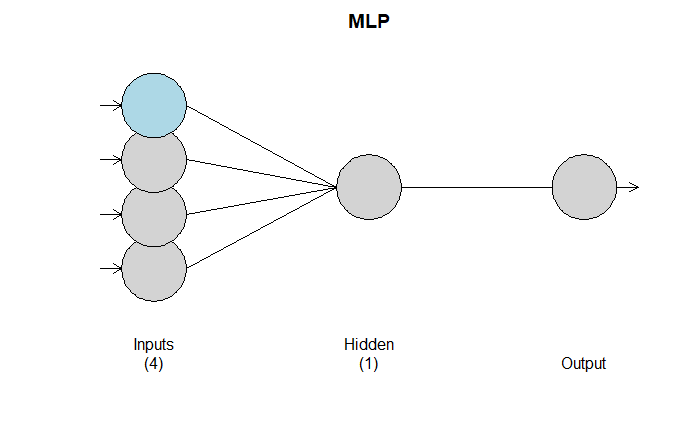 MLP
Inputs
(4)
Hidden
(1)
Output